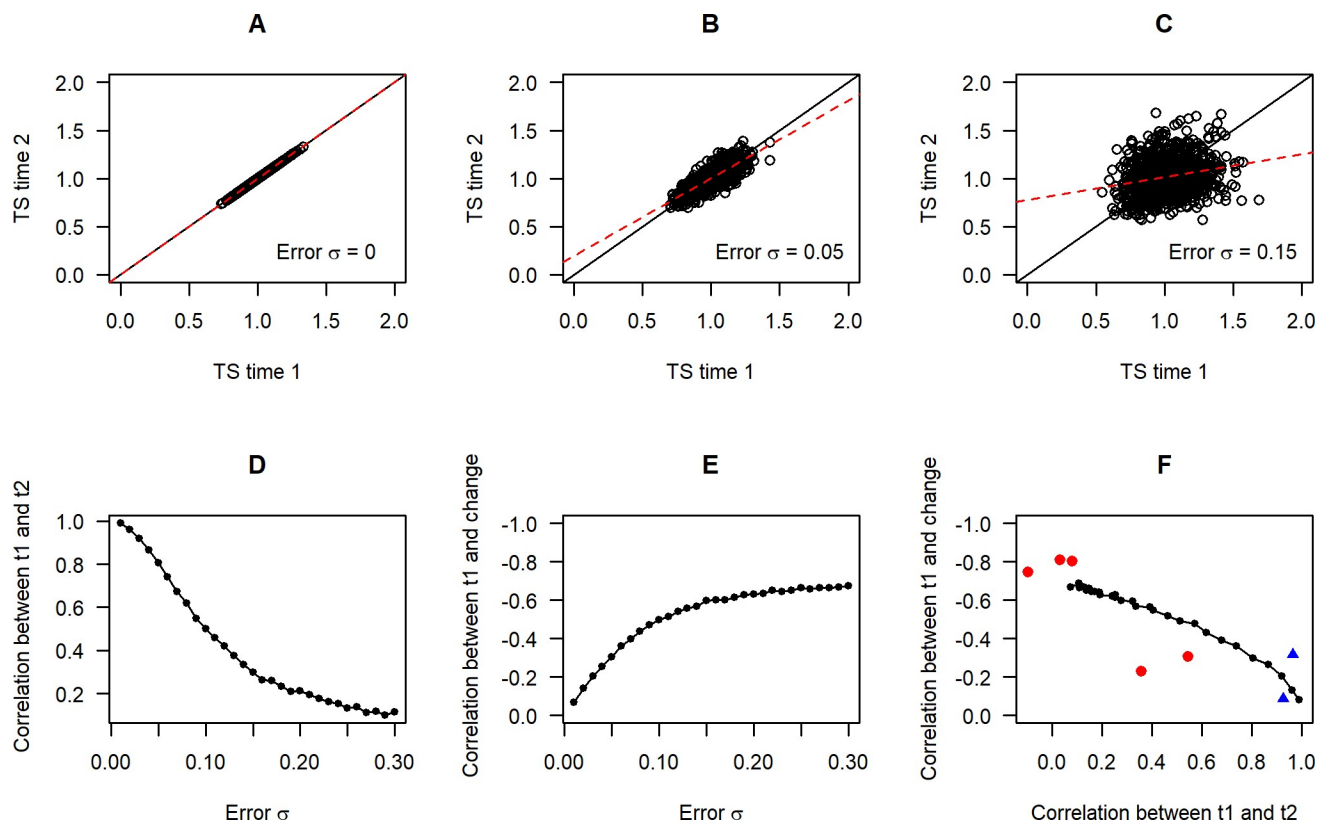 A
TS time 2
2.0
1.5
1.0
0.5
0.0
Error σ = 0
0.0 0.5 1.0 1.5 2.0
TS time 1
B
TS time 2
2.0
1.5
1.0
0.5
0.0
Error σ = 0.05
0.0 0.5 1.0 1.5 2.0
TS time 1
C
TS time 2
2.0
1.5
1.0
0.5
0.0
Error σ = 0.15
0.0 0.5 1.0 1.5 2.0
TS time 1
D
Correlation between t1 and t2
1.0
0.8
0.6
0.4
0.2
0.00 0.10 0.20 0.30
Error σ
E
Correlation between t1 and change
-1.0
-0.8
-0.6
-0.4
-0.2
0.0
0.00 0.10 0.20 0.30
Error σ
F
Correlation between t1 and change
-1.0
-0.8
-0.6
-0.4
-0.2
0.0
0.0 0.2 0.4 0.6 0.8 1.0
Correlation between t1 and t2